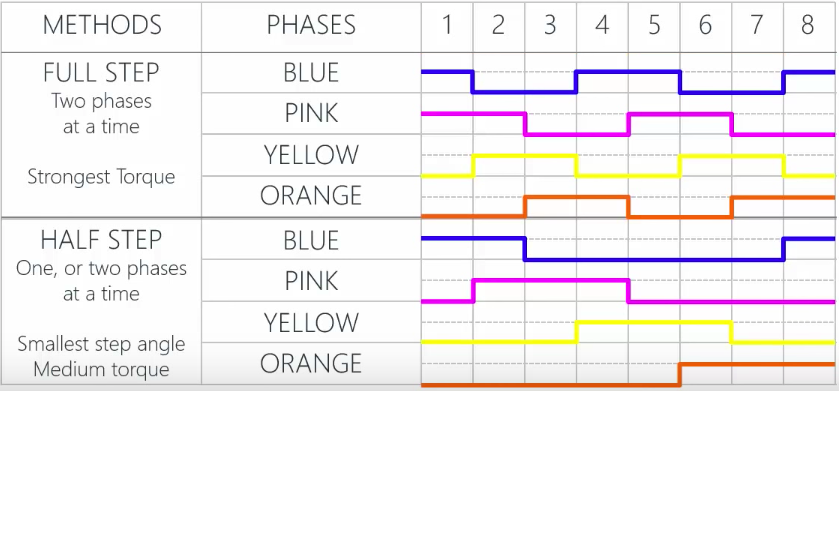 METHODS PHASES 1 2 3 4 5 6 7 8
FULL STEP
Two phases
at a time
Strongest Torque
BLUE
PINK
YELLOW
ORANGE
HALF STEP
One, or two phases
at a time
Smallest step angle
Medium torque
BLUE
PINK
YELLOW
ORANGE